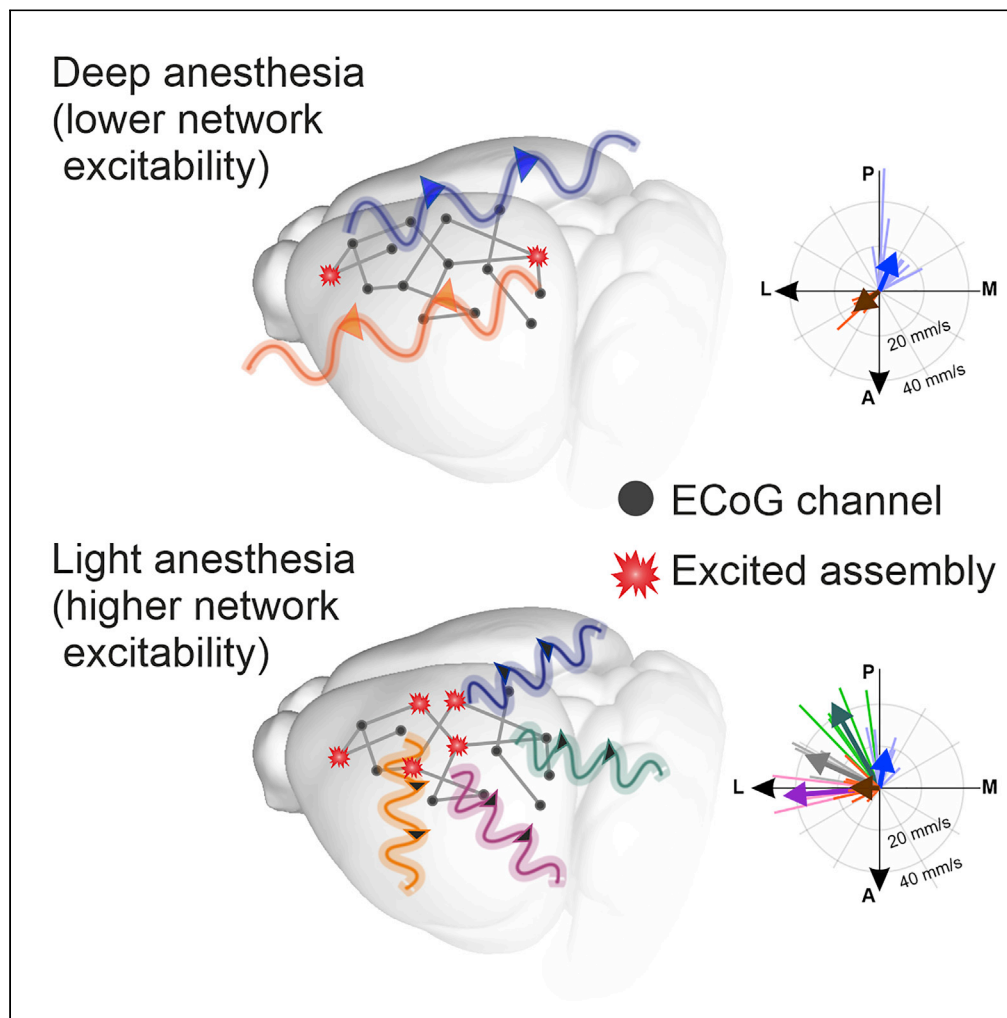 Deep anesthesia
(lower network
excitability)
P
L
M
20 mm/s
40 mm/s
A
ECoG channel
Excited assembly
Light anesthesia
(higher network
excitability)
P
L
M
20 mm/s
40 mm/s
A